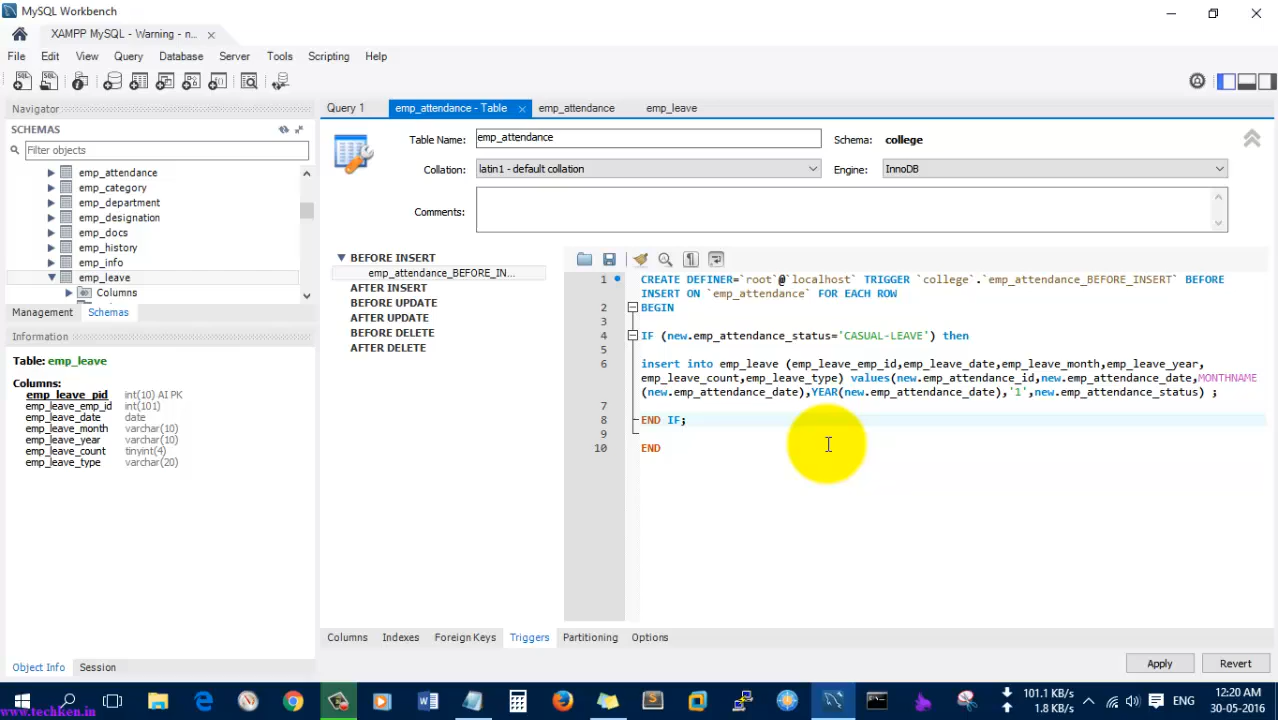 MySQL Workbench
XAMPP MySQL - Warning - n...
File Edit View Query Database Server Tools Scripting Help
Navigator
SCHEMAS
Filter objects
emp_attendance
emp_category
emp_department
emp_designation
emp_docs
emp_history
emp_info
emp_leave
Columns
Management Schemas
Information
Table: emp_leave
Columns:
emp_leave_pid int(10) AI PK
emp_leave_emp_id int(101)
emp_leave_date date
emp_leave_month varchar(10)
emp_leave_year varchar(10)
emp_leave_count tinyint(4)
emp_leave_type varchar(20)
Object Info Session
Query 1 emp_attendance - Table emp_attendance emp_leave
Table Name: emp_attendance Schema: college
Collation: latin1 - default collation Engine: InnoDB
Comments:
BEFORE INSERT
emp_attendance_BEFORE_IN...
AFTER INSERT
BEFORE UPDATE
AFTER UPDATE
BEFORE DELETE
AFTER DELETE
1 CREATE DEFINER=`root`@`localhost` TRIGGER `college`.`emp_attendance_BEFORE_INSERT` BEFORE
INSERT ON `emp_attendance` FOR EACH ROW
2 BEGIN
3
4 IF (new.emp_attendance_status='CASUAL-LEAVE') then
5
6 insert into emp_leave (emp_leave_emp_id,emp_leave_date,emp_leave_month,emp_leave_year,
emp_leave_count,emp_leave_type) values(new.emp_attendance_id,new.emp_attendance_date,MONTHNAME
(new.emp_attendance_date),YEAR(new.emp_attendance_date),'1',new.emp_attendance_status) ;
7
8 END IF;
9
10 END
Columns Indexes Foreign Keys Triggers Partitioning Options
Apply Revert
www.techken.in
101.1 KB/s
1.8 KB/s
ENG
12:20 AM
30-05-2016